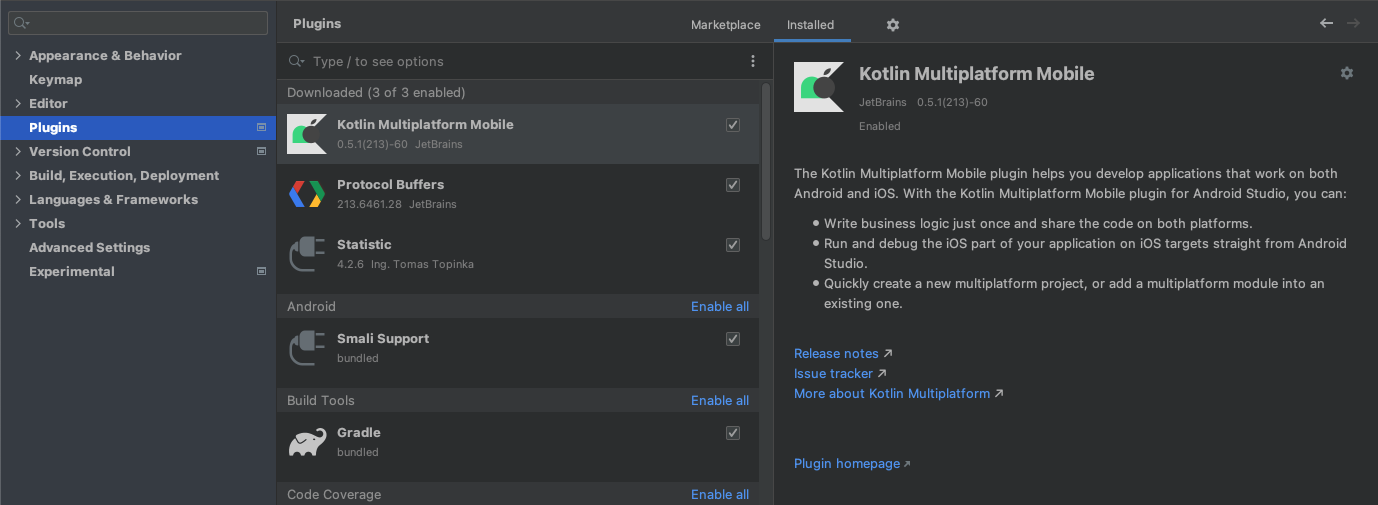 Appearance & Behavior
Keymap
Editor
Plugins
Version Control
Build, Execution, Deployment
Languages & Frameworks
Tools
Advanced Settings
Experimental
Plugins
Marketplace
Installed
Type / to see options
Downloaded (3 of 3 enabled)
Kotlin Multiplatform Mobile
0.5.1(213)-60 JetBrains
Protocol Buffers
213.6461.28 JetBrains
Statistic
4.2.6 Ing. Tomas Topinka
Android Enable all
Smali Support
bundled
Build Tools Enable all
Gradle
bundled
Code Coverage Enable all
Kotlin Multiplatform Mobile
JetBrains 0.5.1(213)-60
Enabled
The Kotlin Multiplatform Mobile plugin helps you develop applications that work on both
Android and iOS. With the Kotlin Multiplatform Mobile plugin for Android Studio, you can:
• Write business logic just once and share the code on both platforms.
• Run and debug the iOS part of your application on iOS targets straight from Android
Studio.
• Quickly create a new multiplatform project, or add a multiplatform module into an
existing one.
Release notes ↗
Issue tracker ↗
More about Kotlin Multiplatform ↗
Plugin homepage ↗